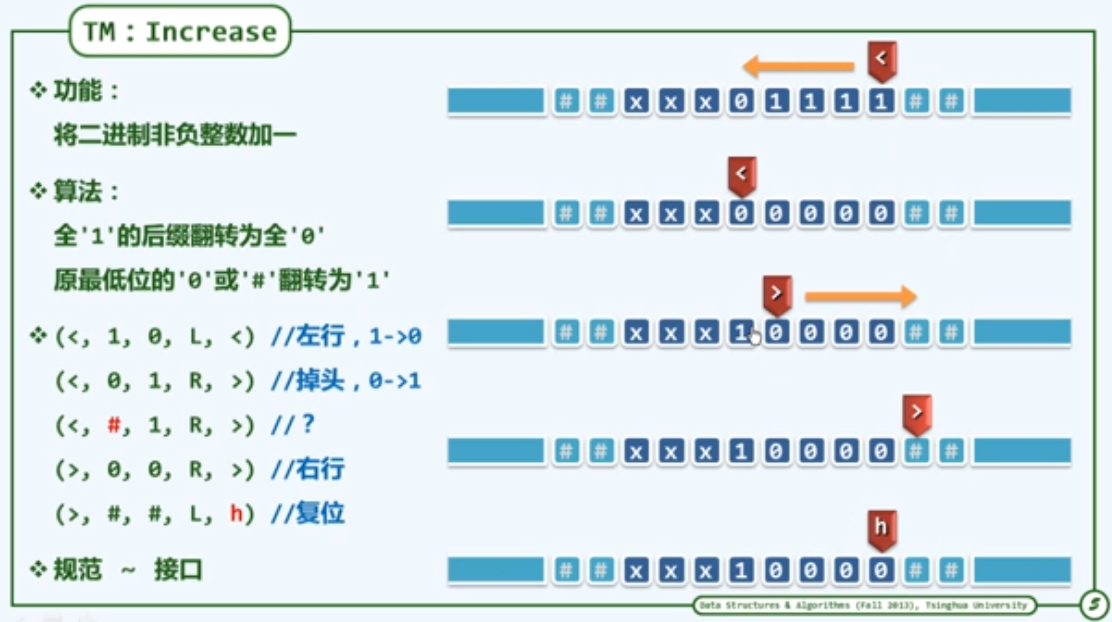 TM：Increase
❖ 功能：
将二进制非负整数加一
❖ 算法：
全'1'的后缀翻转为全'0'
原最低位的'0'或'#'翻转为'1'
❖ (<, 1, 0, L, <) //左行，1->0
(<, 0, 1, R, >) //掉头，0->1
(<, #, 1, R, >) //？
(>, 0, 0, R, >) //右行
(>, #, #, L, h) //复位
❖ 规范 ~ 接口
<
# # x x x 0 1 1 1 1 # #
<
# # x x x 0 0 0 0 0 # #
>
# # x x x 1 0 0 0 0 # #
>
# # x x x 1 0 0 0 0 # #
h
# # x x x 1 0 0 0 0 # #
Data Structures & Algorithms (Fall 2013), Tsinghua University
5